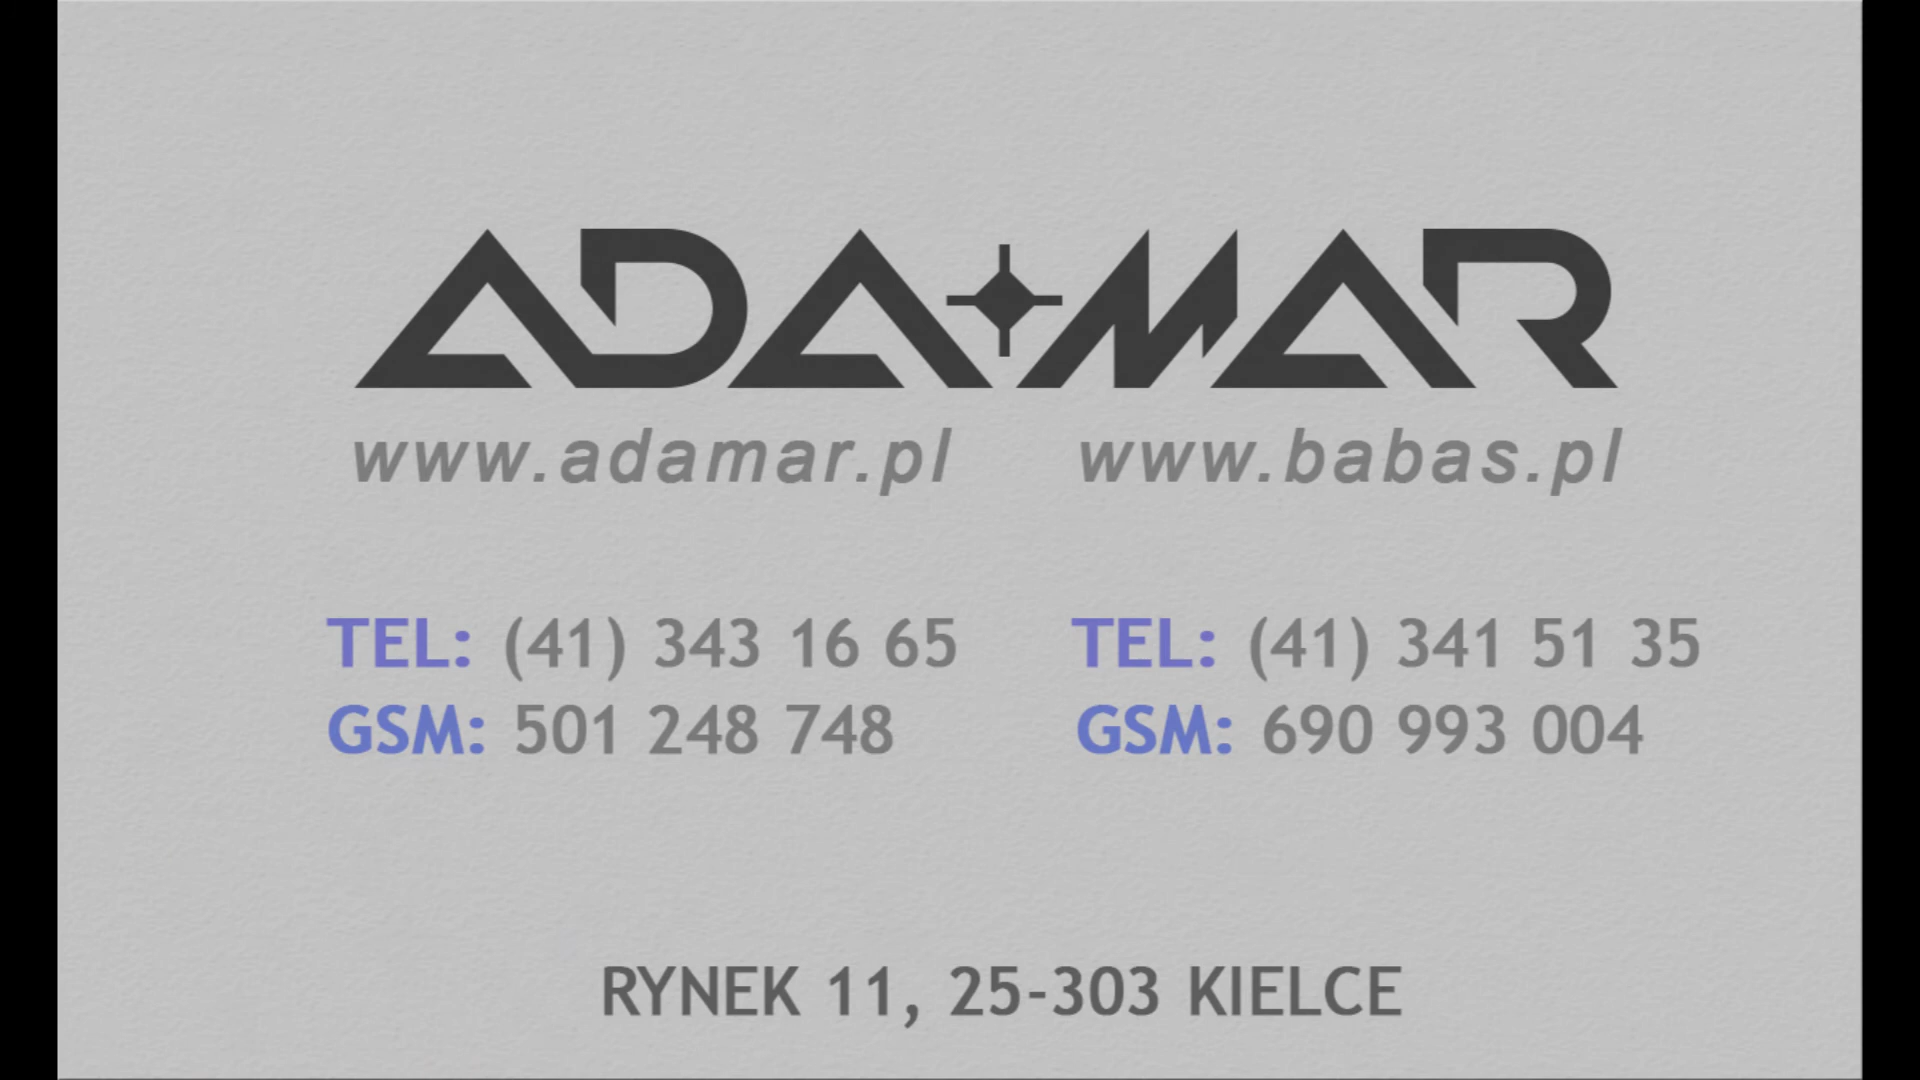 ADA MAR
www.adamar.pl www.babas.pl
TEL: (41) 343 16 65 TEL: (41) 341 51 35
GSM: 501 248 748 GSM: 690 993 004
RYNEK 11, 25-303 KIELCE